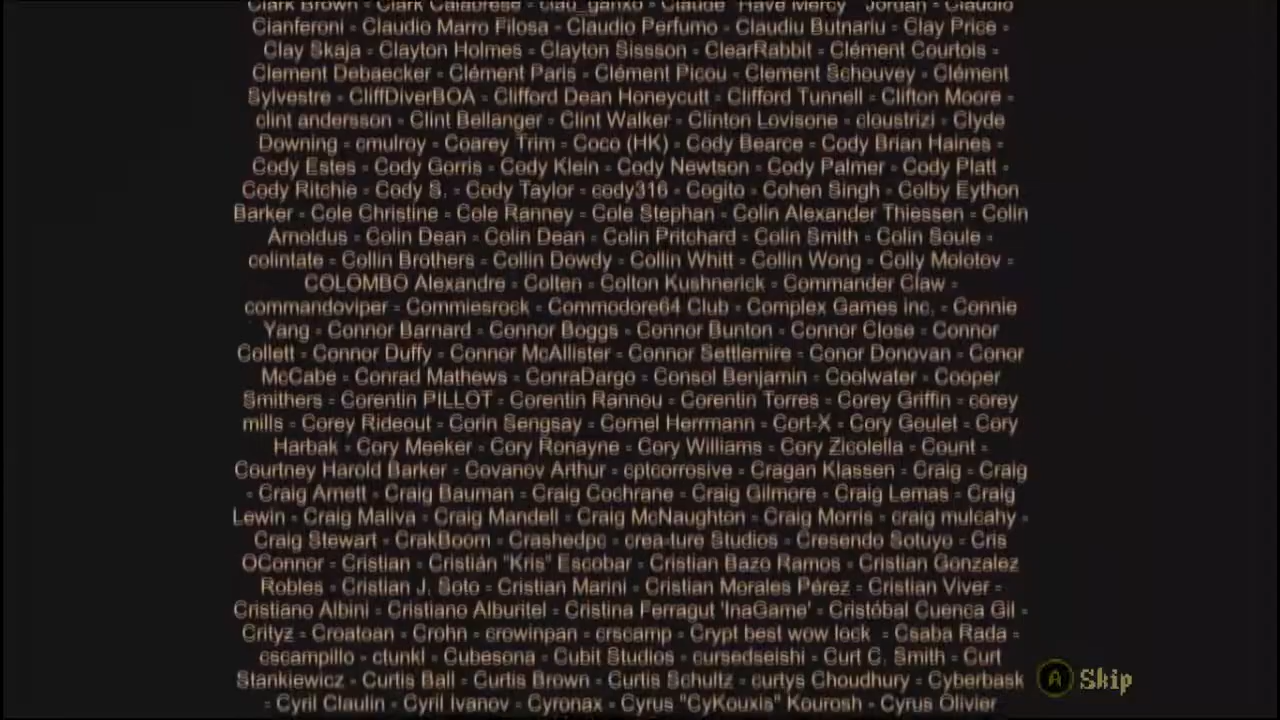 Clark Brown - Clark Calabrese - clau_ganxo - Claude "Have Mercy" Jordan - Claudio
Cianferoni - Claudio Marro Filosa - Claudio Perfumo - Claudiu Butnariu - Clay Price -
Clay Skaja - Clayton Holmes - Clayton Sissson - ClearRabbit - Clément Courtois -
Clement Debaecker - Clément Paris - Clément Picou - Clement Schouvey - Clément
Sylvestre - CliffDiverBOA - Clifford Dean Honeycutt - Clifford Tunnell - Clifton Moore -
clint andersson - Clint Bellanger - Clint Walker - Clinton Lovisone - cloustrizi - Clyde
Downing - cmulroy - Coarey Trim - Coco (HK) - Cody Bearce - Cody Brian Haines -
Cody Estes - Cody Gorris - Cody Klein - Cody Newtson - Cody Palmer - Cody Platt -
Cody Ritchie - Cody S. - Cody Taylor - cody316 - Cogito - Cohen Singh - Colby Eython
Barker - Cole Christine - Cole Ranney - Cole Stephan - Colin Alexander Thiessen - Colin
Arnoldus - Colin Dean - Colin Dean - Colin Pritchard - Colin Smith - Colin Soule -
colintate - Collin Brothers - Collin Dowdy - Collin Whitt - Collin Wong - Colly Molotov -
COLOMBO Alexandre - Colten - Colton Kushnerick - Commander Claw -
commandoviper - Commiesrock - Commodore64 Club - Complex Games Inc. - Connie
Yang - Connor Barnard - Connor Boggs - Connor Bunton - Connor Close - Connor
Collett - Connor Duffy - Connor McAllister - Connor Settlemire - Conor Donovan - Conor
McCabe - Conrad Mathews - ConraDargo - Consol Benjamin - Coolwater - Cooper
Smithers - Corentin PILLOT - Corentin Rannou - Corentin Torres - Corey Griffin - corey
mills - Corey Rideout - Corin Sengsay - Cornel Herrmann - Cort-X - Cory Goulet - Cory
Harbak - Cory Meeker - Cory Ronayne - Cory Williams - Cory Zicolella - Count -
Courtney Harold Barker - Covanov Arthur - cptcorrosive - Cragan Klassen - Craig - Craig
- Craig Arnett - Craig Bauman - Craig Cochrane - Craig Gilmore - Craig Lemas - Craig
Lewin - Craig Maliva - Craig Mandell - Craig McNaughton - Craig Morris - craig mulcahy -
Craig Stewart - CrakBoom - Crashedpc - crea-ture Studios - Cresendo Sotuyo - Cris
OConnor - Cristian - Cristián "Kris" Escobar - Cristian Bazo Ramos - Cristian Gonzalez
Robles - Cristian J. Soto - Cristian Marini - Cristian Morales Pérez - Cristian Viver -
Cristiano Albini - Cristiano Alburitel - Cristina Ferragut 'InaGame' - Cristóbal Cuenca Gil -
Crityz - Croatoan - Crohn - crowinpan - crscamp - Crypt best wow lock - Csaba Rada -
cscampillo - ctunkl - Cubesona - Cubit Studios - cursedseishi - Curt C. Smith - Curt
Stankiewicz - Curtis Ball - Curtis Brown - Curtis Schultz - curtys Choudhury - Cyberbask
- Cyril Claulin - Cyril Ivanov - Cyronax - Cyrus "CyKouxis" Kourosh - Cyrus Olivier
A Skip